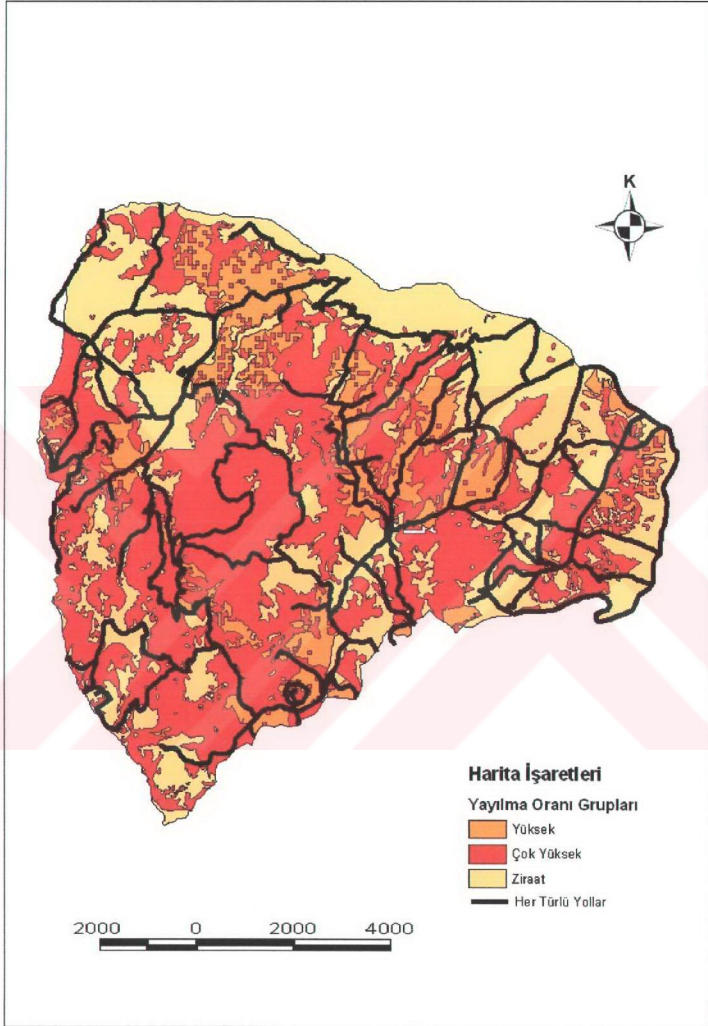 K
Harita İşaretleri
Yayılma Oranı Grupları
Yüksek
Çok Yüksek
Ziraat
Her Türlü Yollar
2000 0 2000 4000